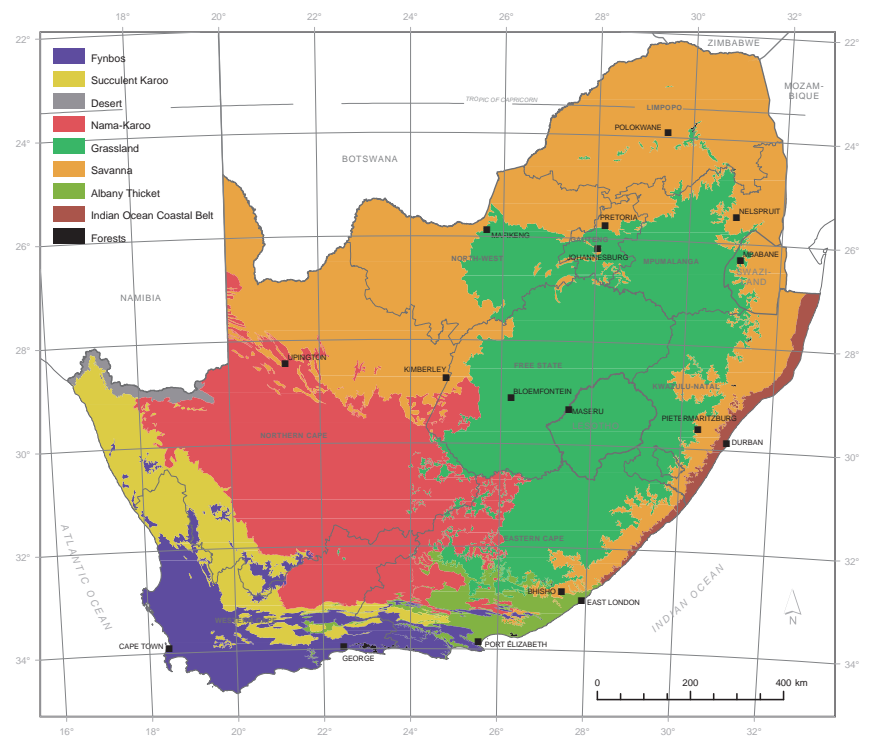 18° 20° 22° 24° 26° 28° 30° 32°
22° 22°
ZIMBABWE
Fynbos
Succulent Karoo
Desert
Nama-Karoo
Grassland
Savanna
Albany Thicket
Indian Ocean Coastal Belt
Forests
MOZAM-
BIQUE
TROPIC OF CAPRICORN
LIMPOPO
POLOKWANE
24° 24°
BOTSWANA
NELSPRUIT
PRETORIA
MAFIKENG
GAUTENG
JOHANNESBURG
26° 26°
NORTH-WEST
MPUMALANGA
MBABANE
SWAZI-
LAND
NAMIBIA
28° 28°
UPINGTON
KIMBERLEY
FREE STATE
BLOEMFONTEIN
KWAZULU-NATAL
MASERU
PIETERMARITZBURG
LESOTHO
NORTHERN CAPE
DURBAN
30° 30°
EASTERN CAPE
32° 32°
ATLANTIC OCEAN
INDIAN OCEAN
BHISHO
EAST LONDON
N
WESTERN CAPE
CAPE TOWN
GEORGE
PORT ELIZABETH
34° 34°
0 200 400 km
16° 18° 20° 22° 24° 26° 28° 30° 32°